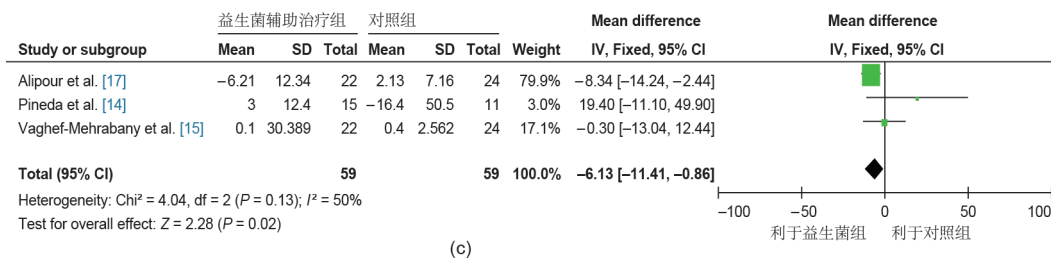 益生菌辅助治疗组 对照组 Mean difference Mean difference
Study or subgroup Mean SD Total Mean SD Total Weight IV, Fixed, 95% CI IV, Fixed, 95% CI
Alipour et al. [17] −6.21 12.34 22 2.13 7.16 24 79.9% −8.34 [−14.24, −2.44]
Pineda et al. [14] 3 12.4 15 −16.4 50.5 11 3.0% 19.40 [−11.10, 49.90]
Vaghef-Mehrabany et al. [15] 0.1 30.389 22 0.4 2.562 24 17.1% −0.30 [−13.04, 12.44]
Total (95% CI) 59 59 100.0% −6.13 [−11.41, −0.86]
Heterogeneity: Chi² = 4.04, df = 2 (P = 0.13); I² = 50%
Test for overall effect: Z = 2.28 (P = 0.02)
−100 −50 0 50 100
利于益生菌组 利于对照组
(c)